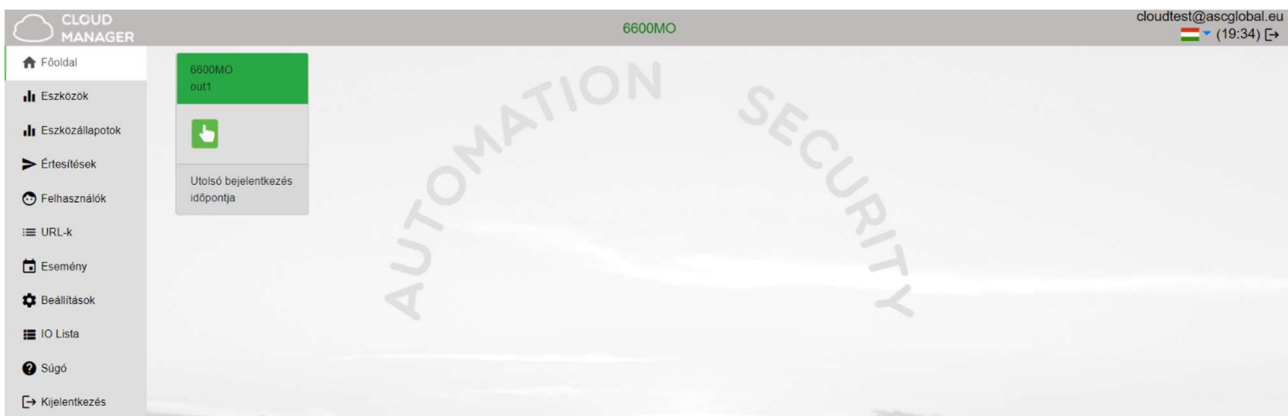 CLOUD
MANAGER
6600MO
cloudtest@ascglobal.eu
(19:34)
Főoldal
Eszközök
Eszközállapotok
Értesítések
Felhasználók
URL-k
Esemény
Beállítások
IO Lista
Súgó
Kijelentkezés
6600MO
out1
Utolsó bejelentkezés
időpontja
AUTOMATION SECURITY